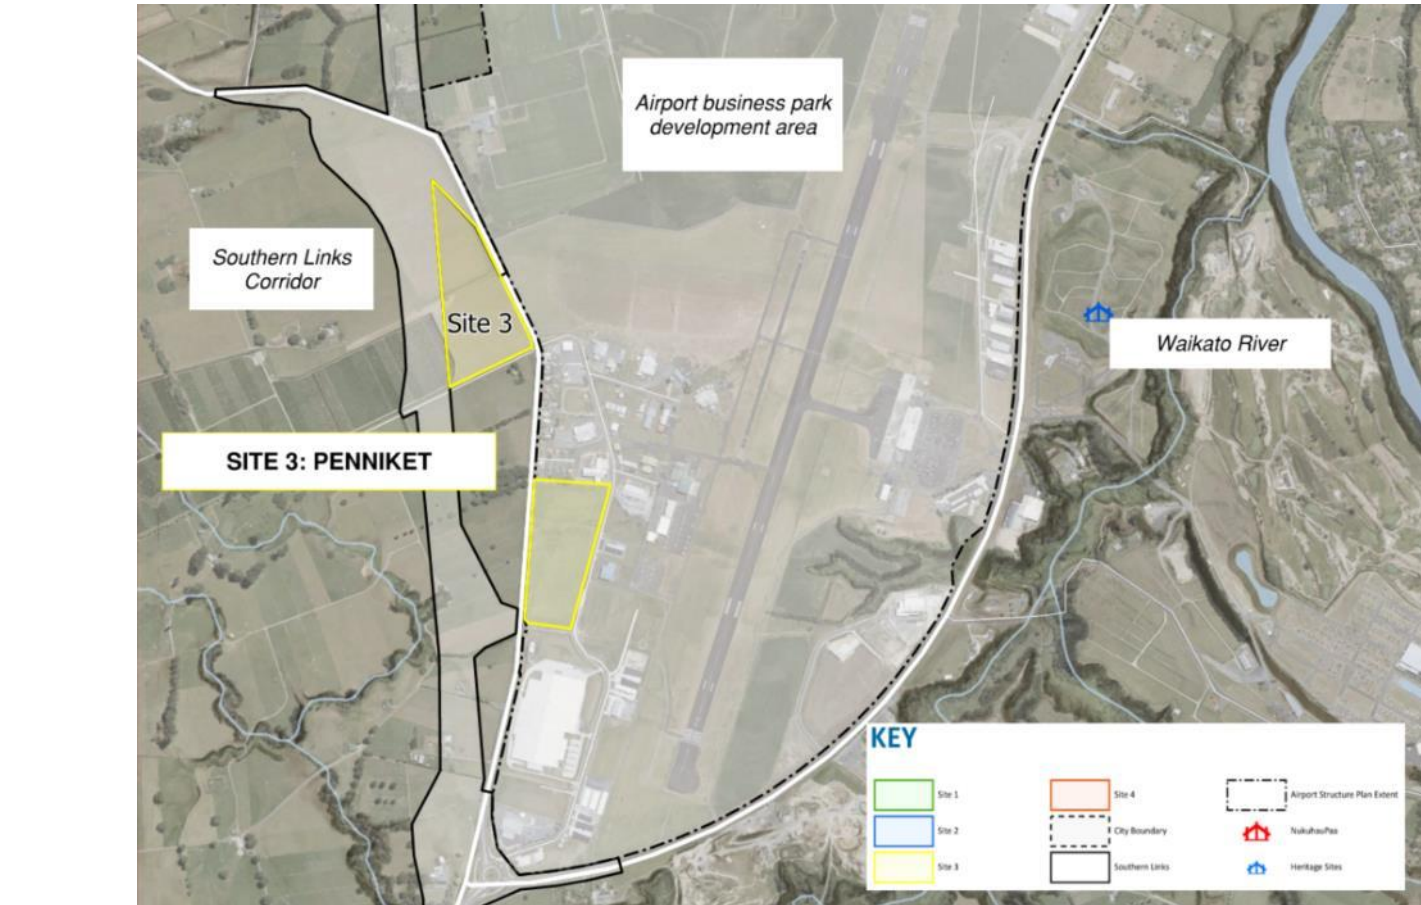 Airport business park
development area
Southern Links
Corridor
Site 3
Waikato River
SITE 3: PENNIKET
KEY
Site 1
Site 2
Site 3
Site 4
City Boundary
Southern Links
Airport Structure Plan Extent
NukuhauPaa
Heritage Sites